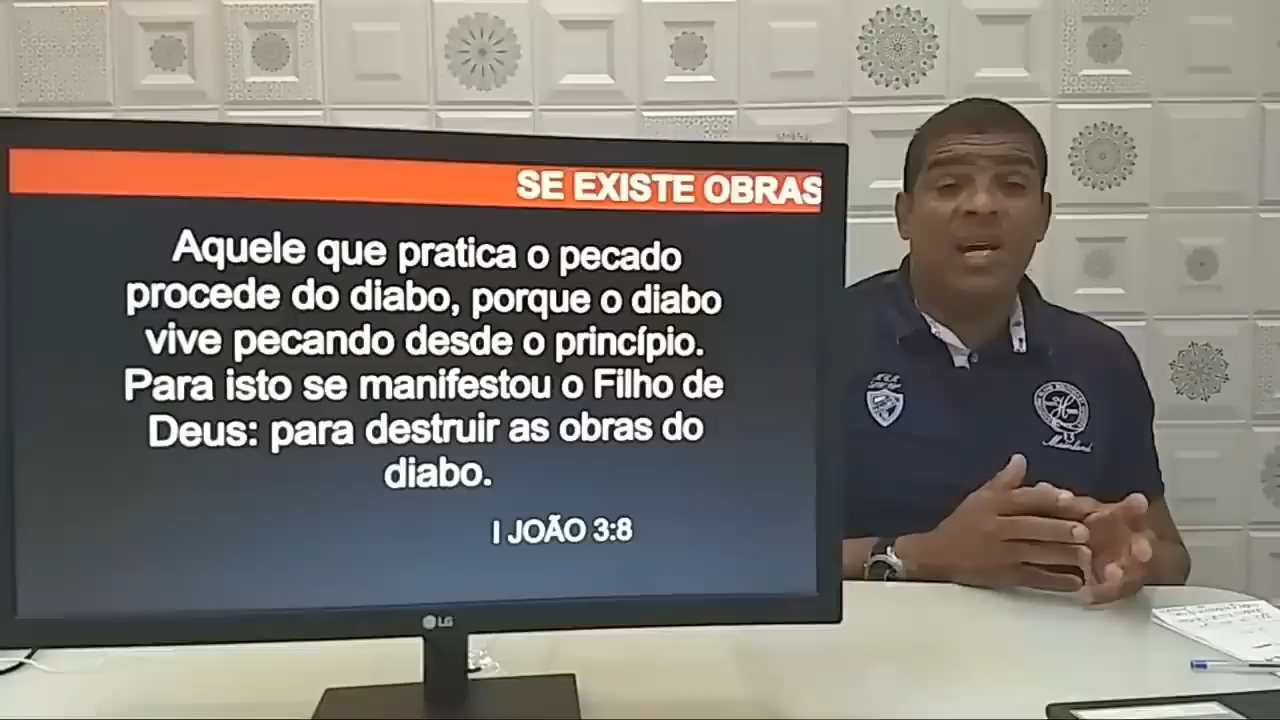 SE EXISTE OBRAS
Aquele que pratica o pecado
procede do diabo, porque o diabo
vive pecando desde o princípio.
Para isto se manifestou o Filho de
Deus: para destruir as obras do
diabo.
I JOÃO 3:8
LG